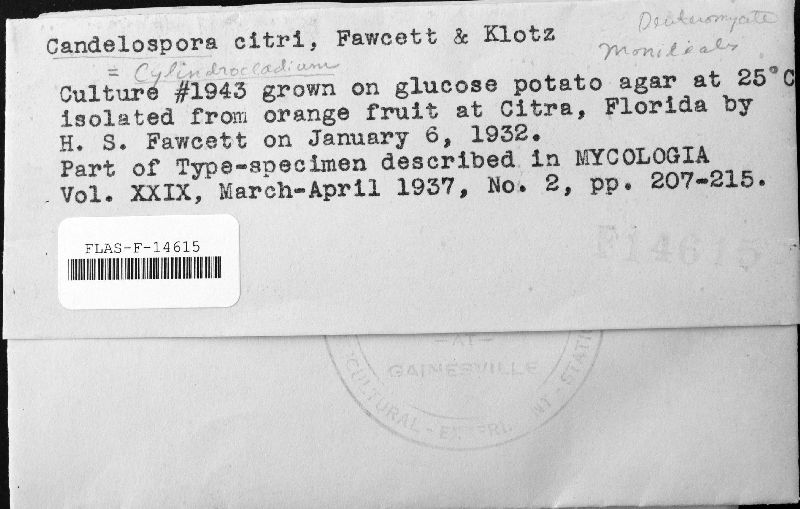 Deuteromycete
Candelospora citri, Fawcett & Klotz
Moniliales
= Cylindrocladium
Culture #1943 grown on glucose potato agar at 25°C
isolated from orange fruit at Citra, Florida by
H. S. Fawcett on January 6, 1932.
Part of Type-specimen described in MYCOLOGIA
Vol. XXIX, March-April 1937, No. 2, pp. 207-215.
FLAS-F-14615
F14615
-AT-
GAINESVILLE